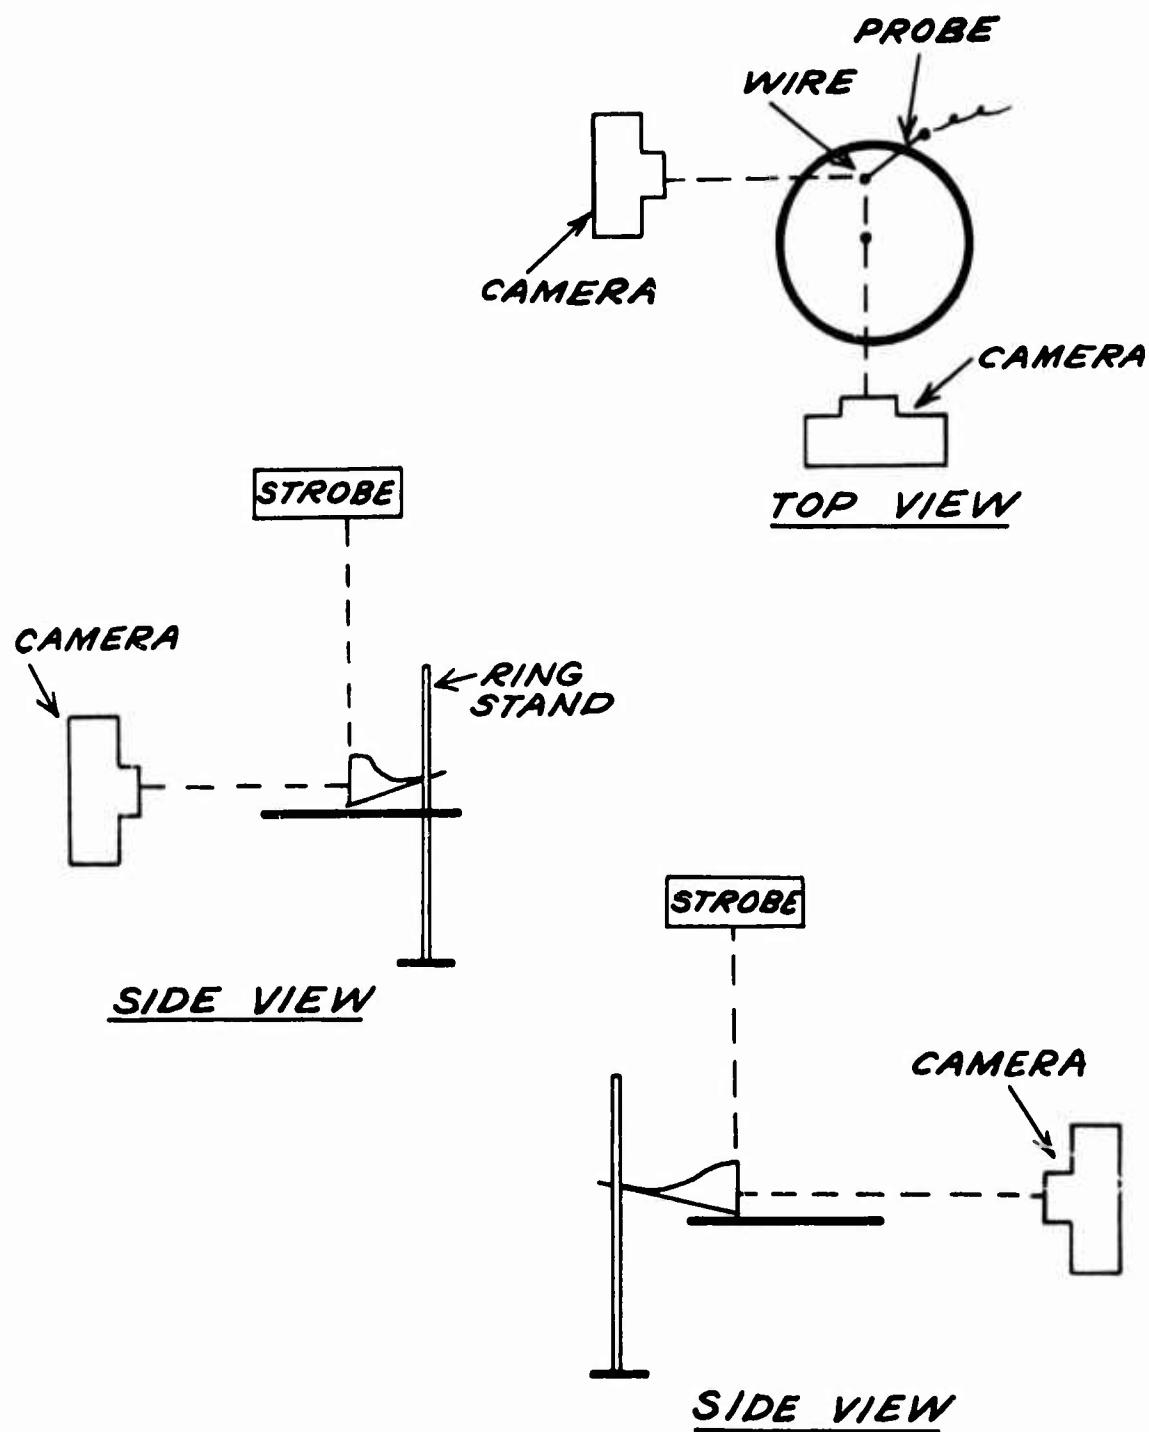 PROBE
WIRE
CAMERA
CAMERA
TOP VIEW
STROBE
CAMERA
RING
STAND
SIDE VIEW
STROBE
CAMERA
SIDE VIEW